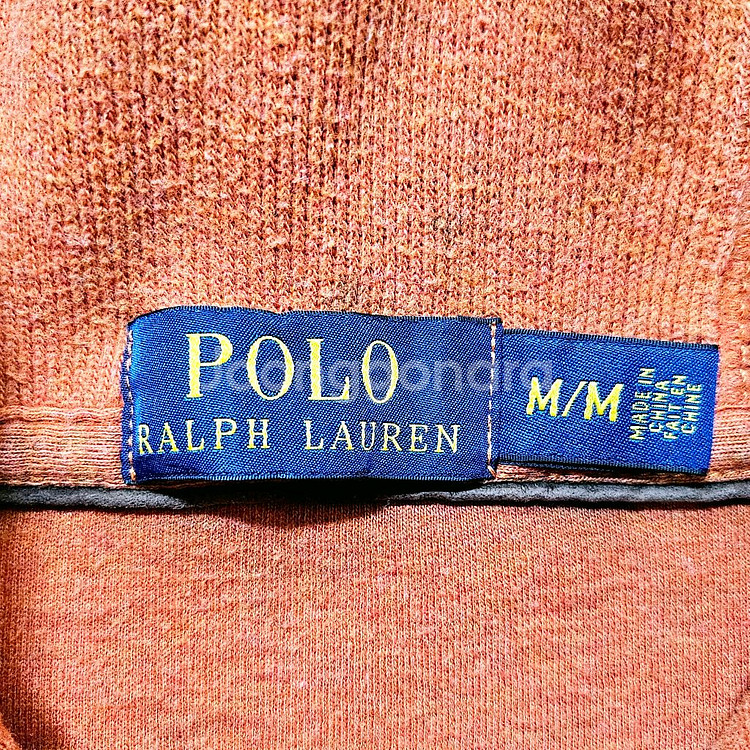 POLO
RALPH LAUREN
M/M
MADE IN
CHINA
FAIT EN
CHINE